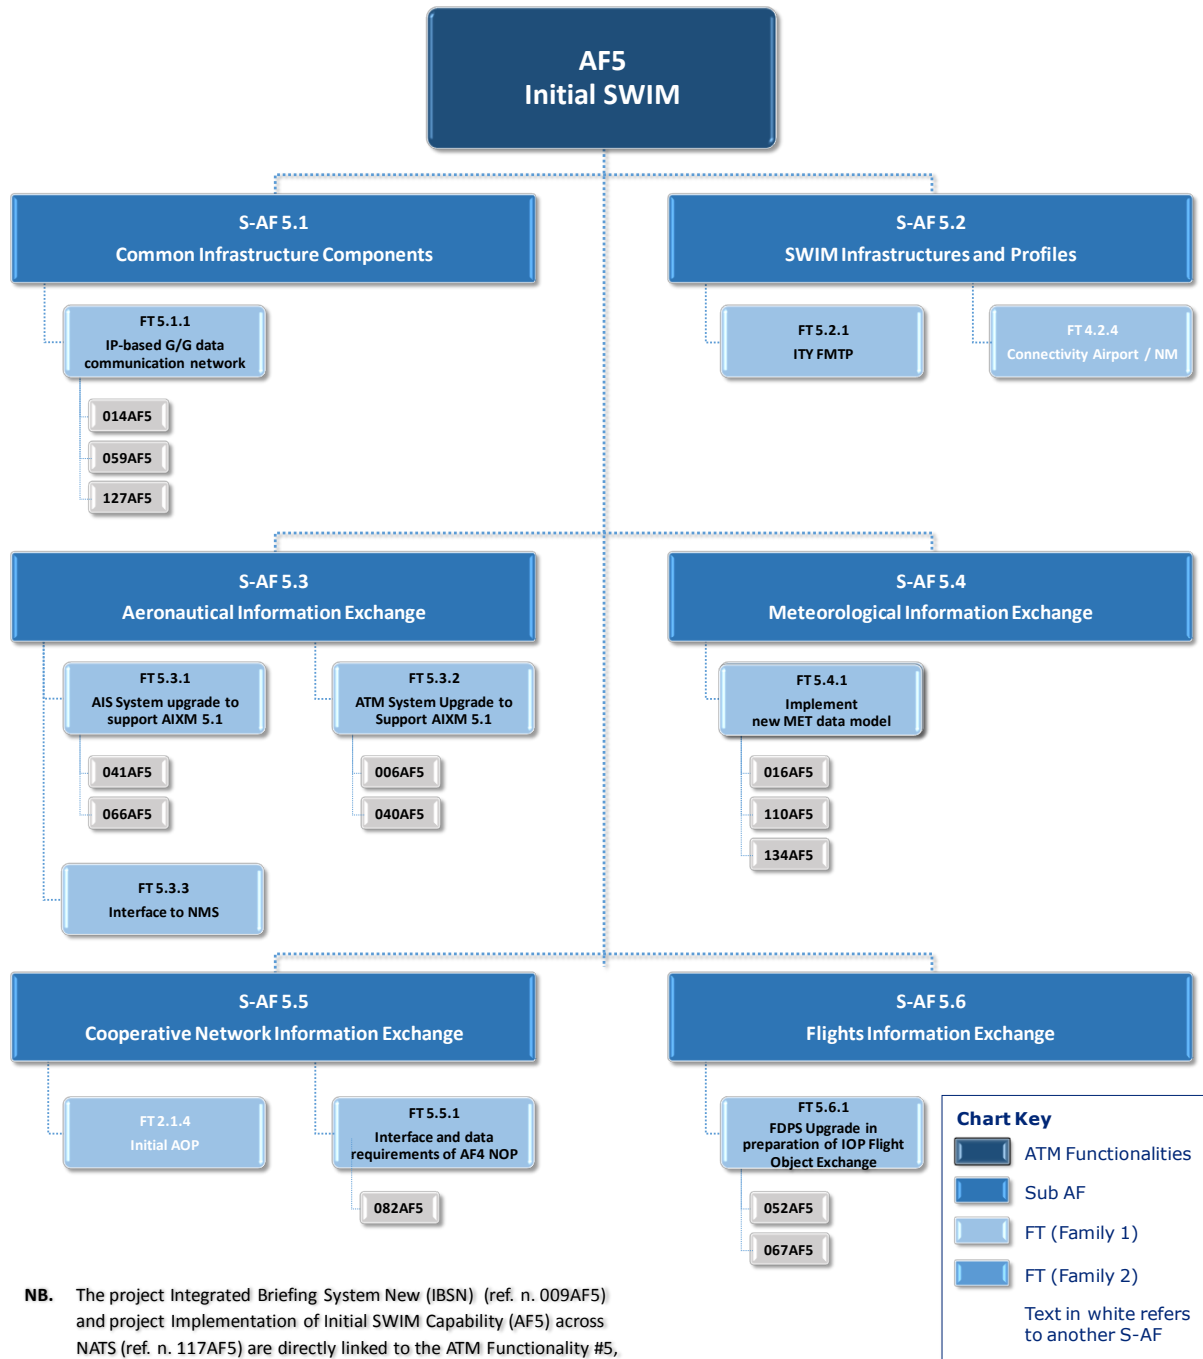 AF5
Initial SWIM
S-AF 5.1
Common Infrastructure Components
S-AF 5.2
SWIM Infrastructures and Profiles
FT 5.1.1
IP-based G/G data
communication network
014AF5
059AF5
127AF5
FT 5.2.1
ITY FMTP
FT 4.2.4
Connectivity Airport / NM
S-AF 5.3
Aeronautical Information Exchange
S-AF 5.4
Meteorological Information Exchange
FT 5.3.1
AIS System upgrade to
support AIXM 5.1
041AF5
066AF5
FT 5.3.2
ATM System Upgrade to
Support AIXM 5.1
006AF5
040AF5
FT 5.3.3
Interface to NMS
FT 5.4.1
Implement
new MET data model
016AF5
110AF5
134AF5
S-AF 5.5
Cooperative Network Information Exchange
S-AF 5.6
Flights Information Exchange
FT 2.1.4
Initial AOP
FT 5.5.1
Interface and data
requirements of AF4 NOP
082AF5
FT 5.6.1
FDPS Upgrade in
preparation of IOP Flight
Object Exchange
052AF5
067AF5
Chart Key
ATM Functionalities
Sub AF
FT (Family 1)
FT (Family 2)
Text in white refers
to another S-AF
NB. The project Integrated Briefing System New (IBSN) (ref. n. 009AF5)
and project Implementation of Initial SWIM Capability (AF5) across
NATS (ref. n. 117AF5) are directly linked to the ATM Functionality #5,